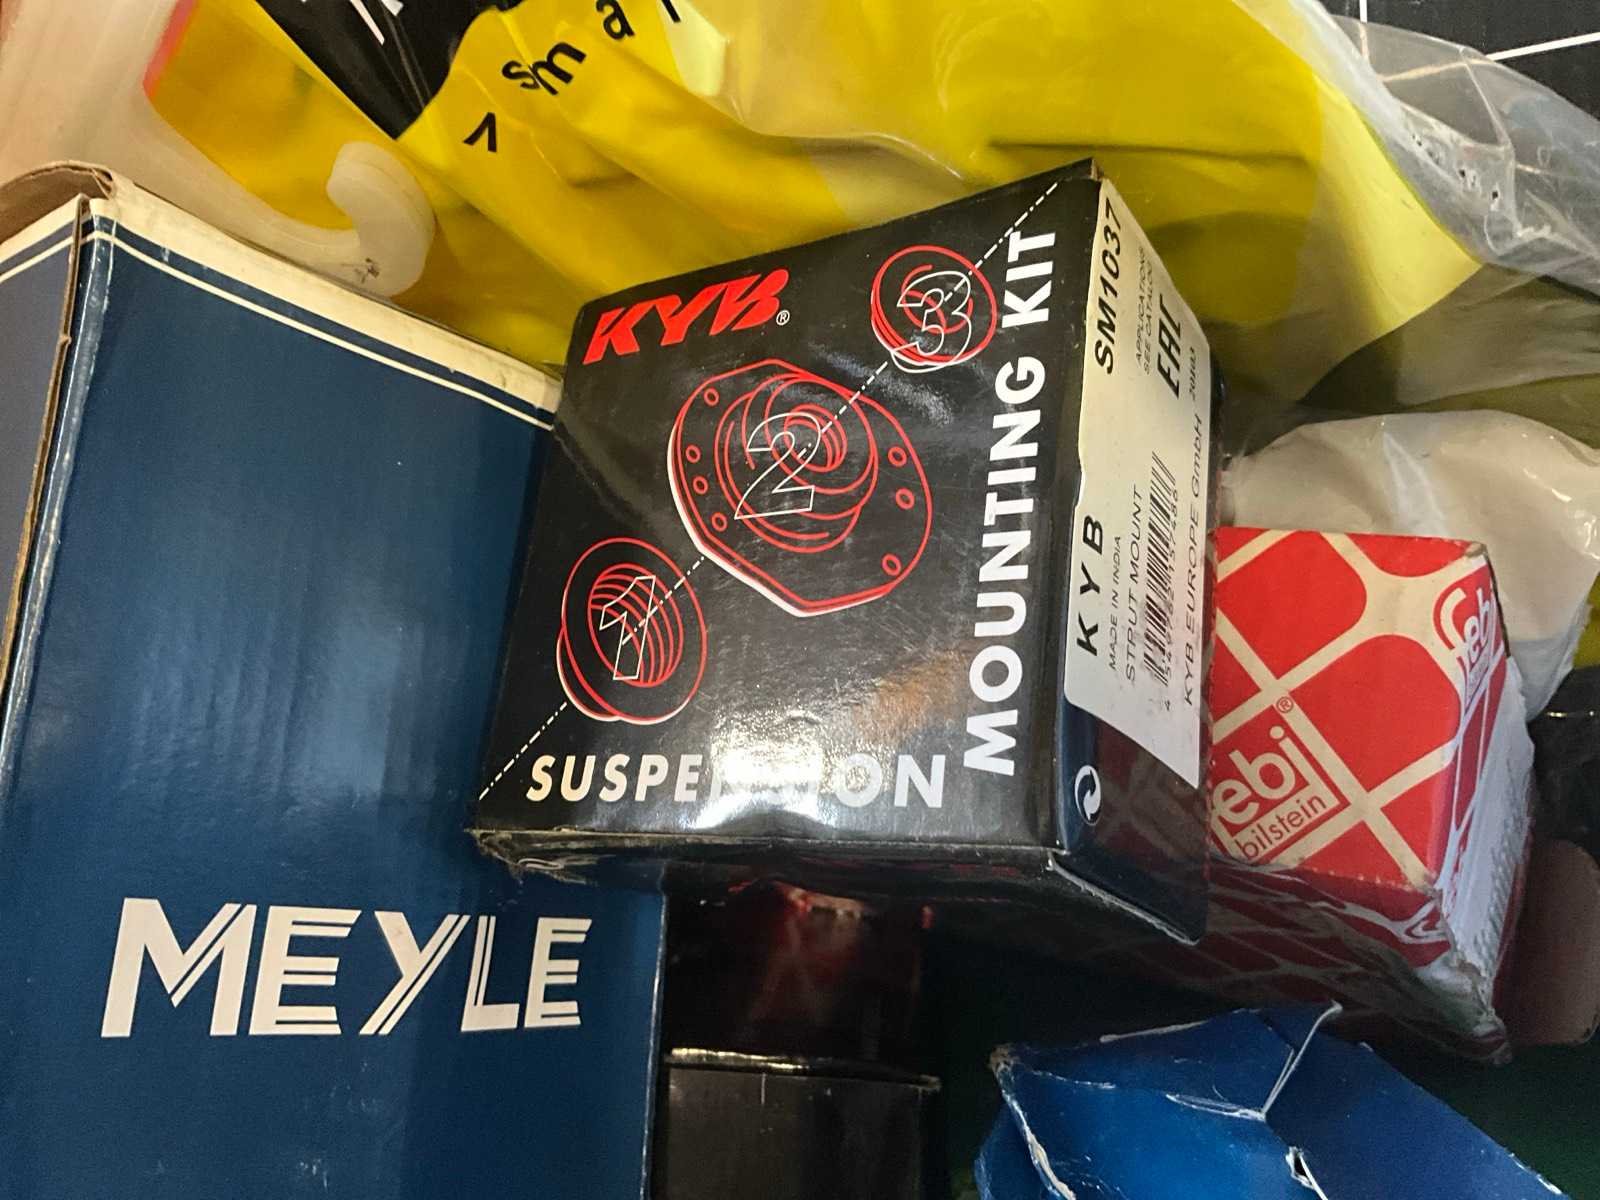 smar
KYB®
3
2
1
SUSPENSION
MOUNTING KIT
SM1037
APPLICATIONS
SEE CATALOG
EAC
KYB
MADE IN INDIA
STRUT MOUNT
KYB EUROPE GmbH
MEYLE
febi
bilstein
febi